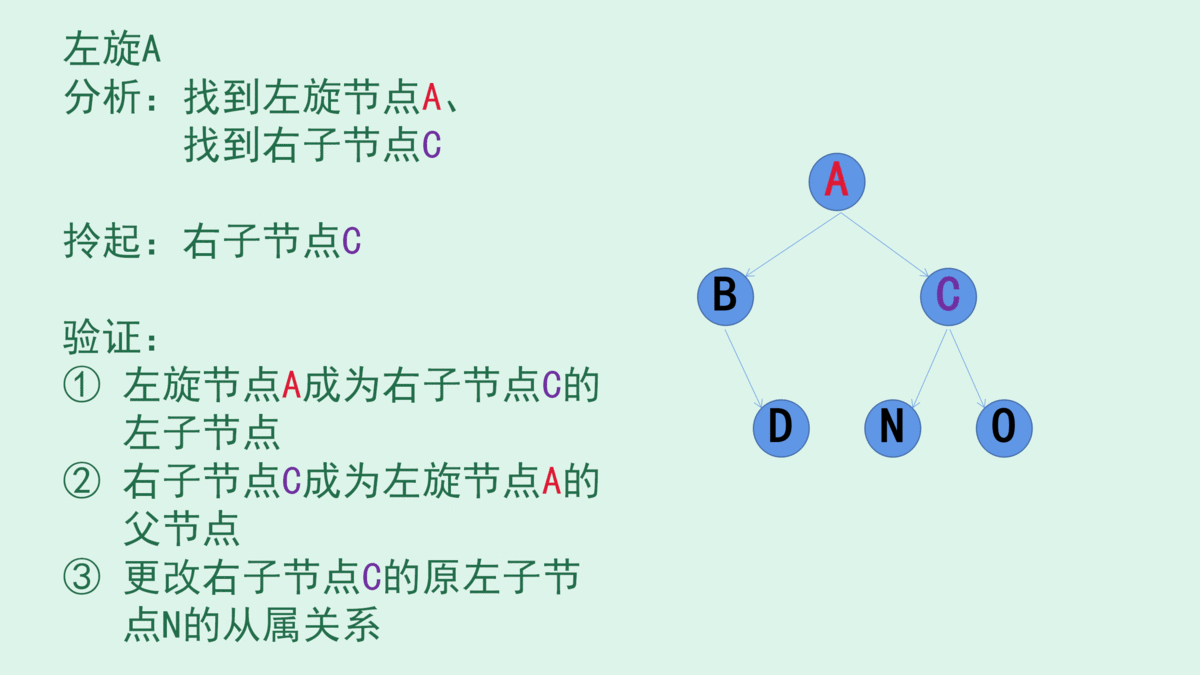 左旋A
分析：找到左旋节点A、
找到右子节点C
拎起：右子节点C
验证：
① 左旋节点A成为右子节点C的
左子节点
② 右子节点C成为左旋节点A的
父节点
③ 更改右子节点C的原左子节
点N的从属关系
A
B
C
D
N
O